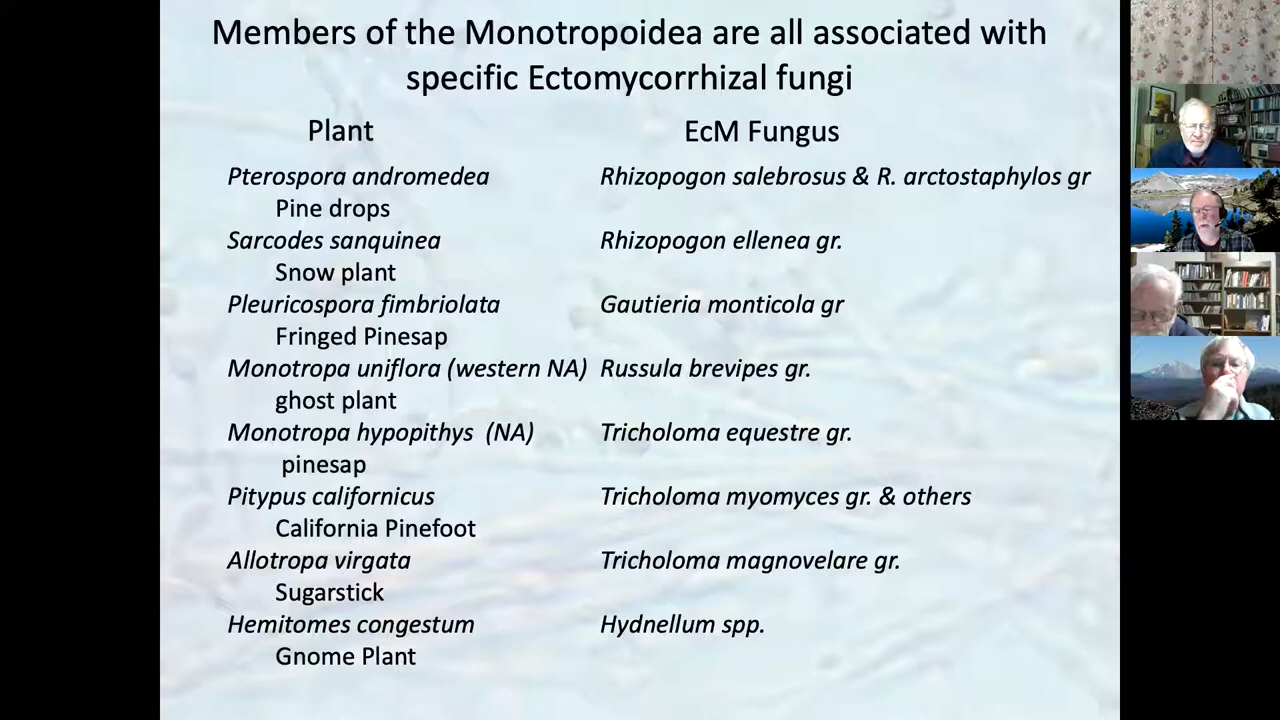 Members of the Monotropoidea are all associated with
specific Ectomycorrhizal fungi
Plant EcM Fungus
Pterospora andromedea Rhizopogon salebrosus & R. arctostaphylos gr
Pine drops
Sarcodes sanquinea Rhizopogon ellenea gr.
Snow plant
Pleuricospora fimbriolata Gautieria monticola gr
Fringed Pinesap
Monotropa uniflora (western NA) Russula brevipes gr.
ghost plant
Monotropa hypopithys (NA) Tricholoma equestre gr.
pinesap
Pitypus californicus Tricholoma myomyces gr. & others
California Pinefoot
Allotropa virgata Tricholoma magnovelare gr.
Sugarstick
Hemitomes congestum Hydnellum spp.
Gnome Plant